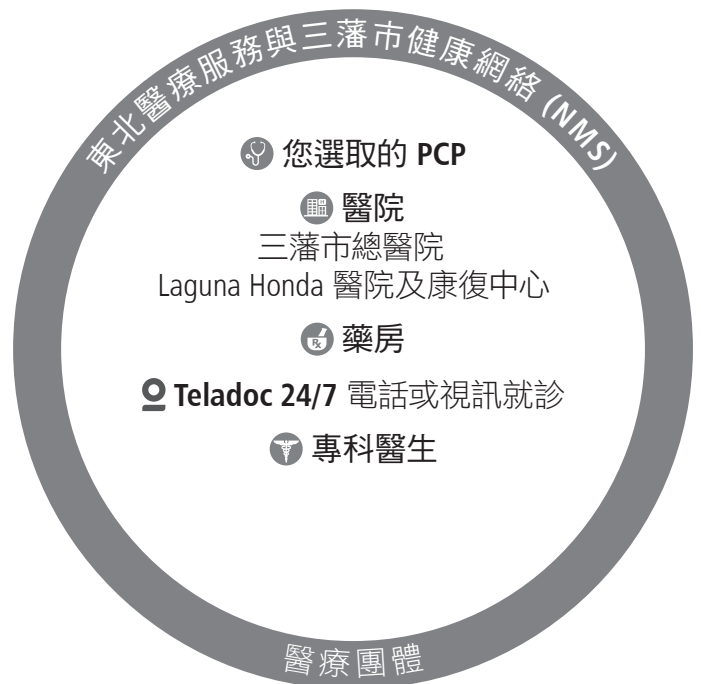 東北醫療服務與三藩市健康網絡 (NMS)
您選取的 PCP
醫院
三藩市總醫院
Laguna Honda 醫院及康復中心
Rx
藥房
Teladoc 24/7 電話或視訊就診
專科醫生
醫療團體